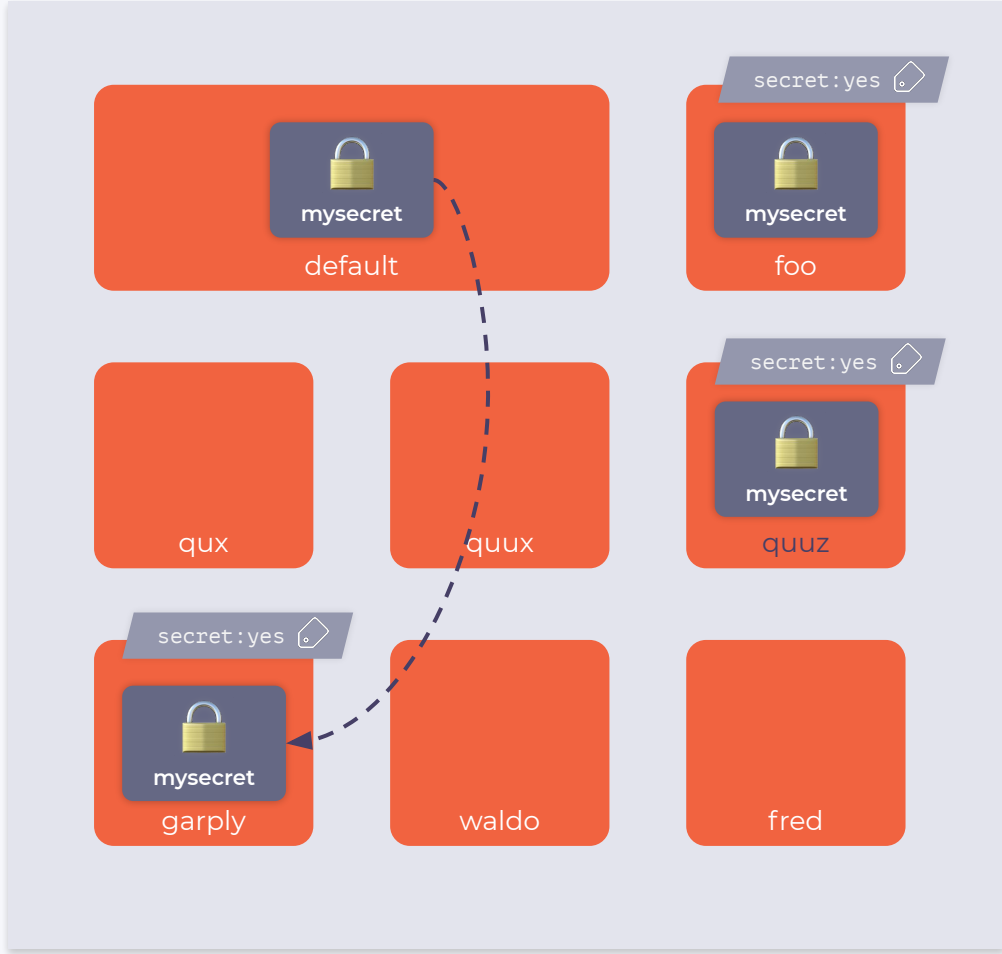 secret:yes
mysecret
default
mysecret
foo
secret:yes
mysecret
qux
quux
quuz
secret:yes
mysecret
garply
waldo
fred